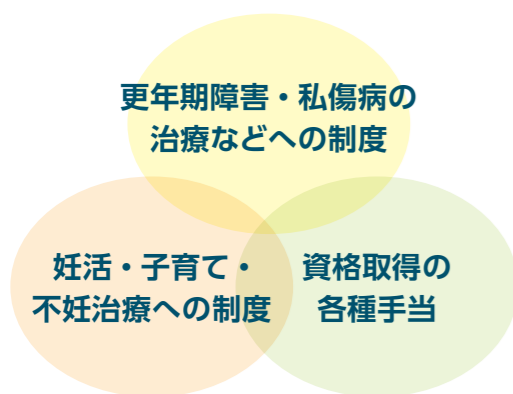 更年期障害・私傷病の
治療などへの制度
妊活・子育て・
不妊治療への制度
資格取得の
各種手当